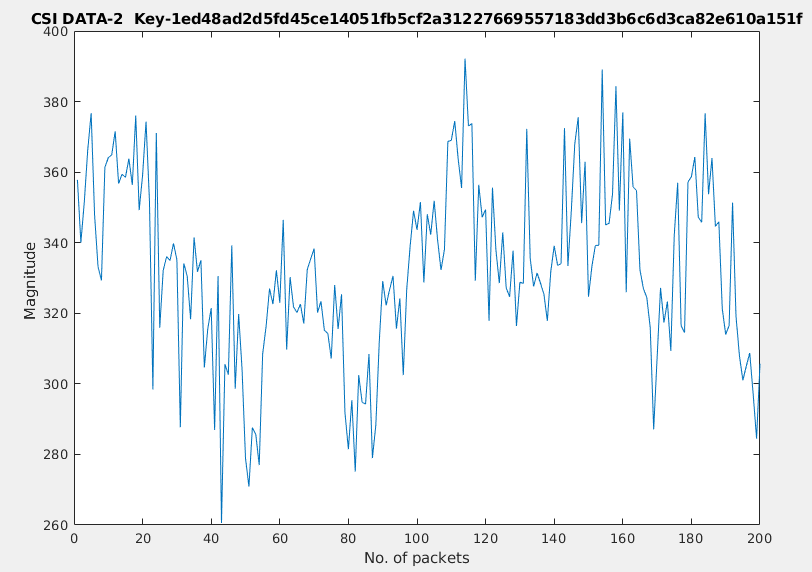 CSI DATA-2 Key-1ed48ad2d5fd45ce14051fb5cf2a31227669557183dd3b6c6d3ca82e610a151f
400
380
360
340
320
300
280
260
Magnitude
0 20 40 60 80 100 120 140 160 180 200
No. of packets